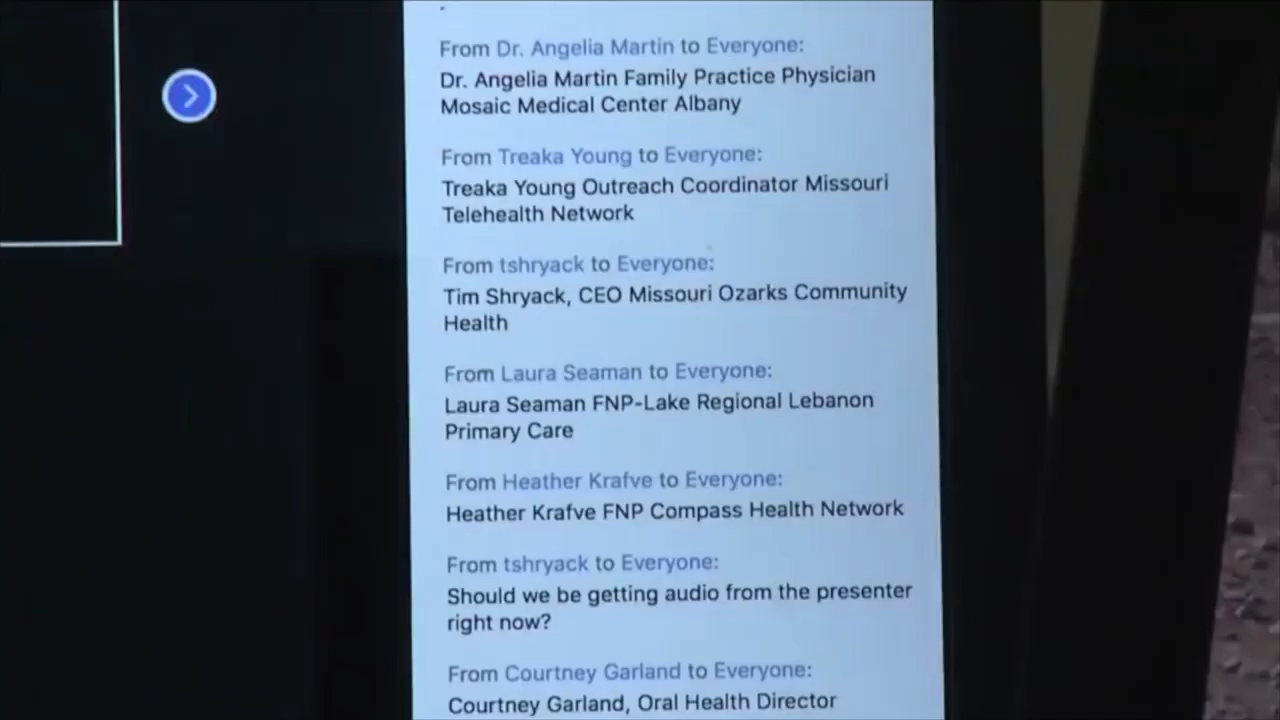 From Dr. Angelia Martin to Everyone:
Dr. Angelia Martin Family Practice Physician
Mosaic Medical Center Albany
From Treaka Young to Everyone:
Treaka Young Outreach Coordinator Missouri
Telehealth Network
From tshryack to Everyone:
Tim Shryack, CEO Missouri Ozarks Community
Health
From Laura Seaman to Everyone:
Laura Seaman FNP-Lake Regional Lebanon
Primary Care
From Heather Krafve to Everyone:
Heather Krafve FNP Compass Health Network
From tshryack to Everyone:
Should we be getting audio from the presenter
right now?
From Courtney Garland to Everyone:
Courtney Garland, Oral Health Director